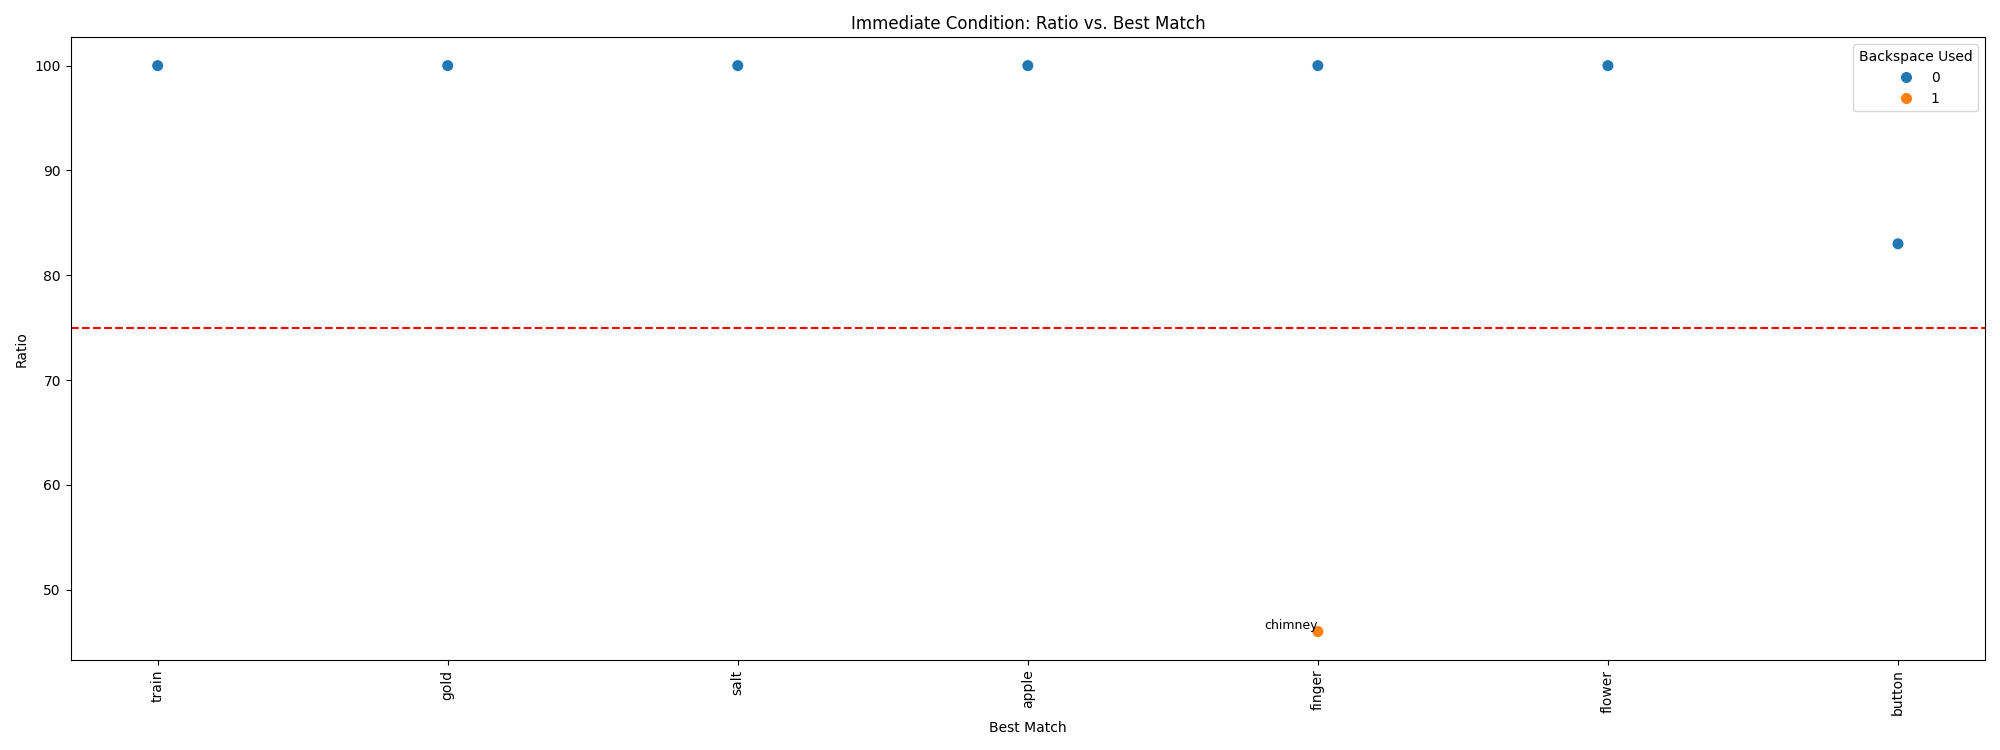 Immediate Condition: Ratio vs. Best Match
Backspace Used
0
1
100
90
80
70
60
50
Ratio
chimney
train
gold
salt
apple
finger
flower
button
Best Match